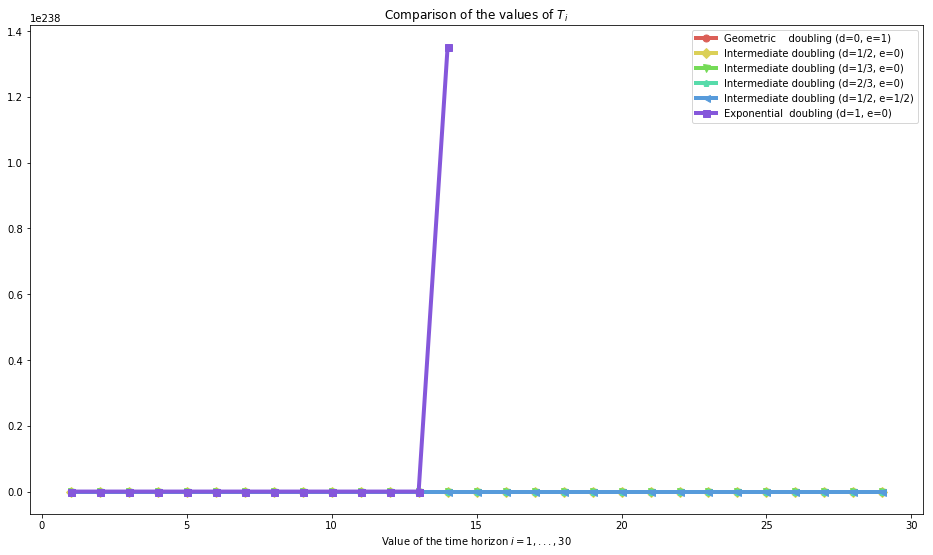 Comparison of the values of T_i
1e238
1.4
1.2
1.0
0.8
0.6
0.4
0.2
0.0
Geometric    doubling (d=0, e=1)
Intermediate doubling (d=1/2, e=0)
Intermediate doubling (d=1/3, e=0)
Intermediate doubling (d=2/3, e=0)
Intermediate doubling (d=1/2, e=1/2)
Exponential  doubling (d=1, e=0)
0 5 10 15 20 25 30
Value of the time horizon i = 1, . . . , 30